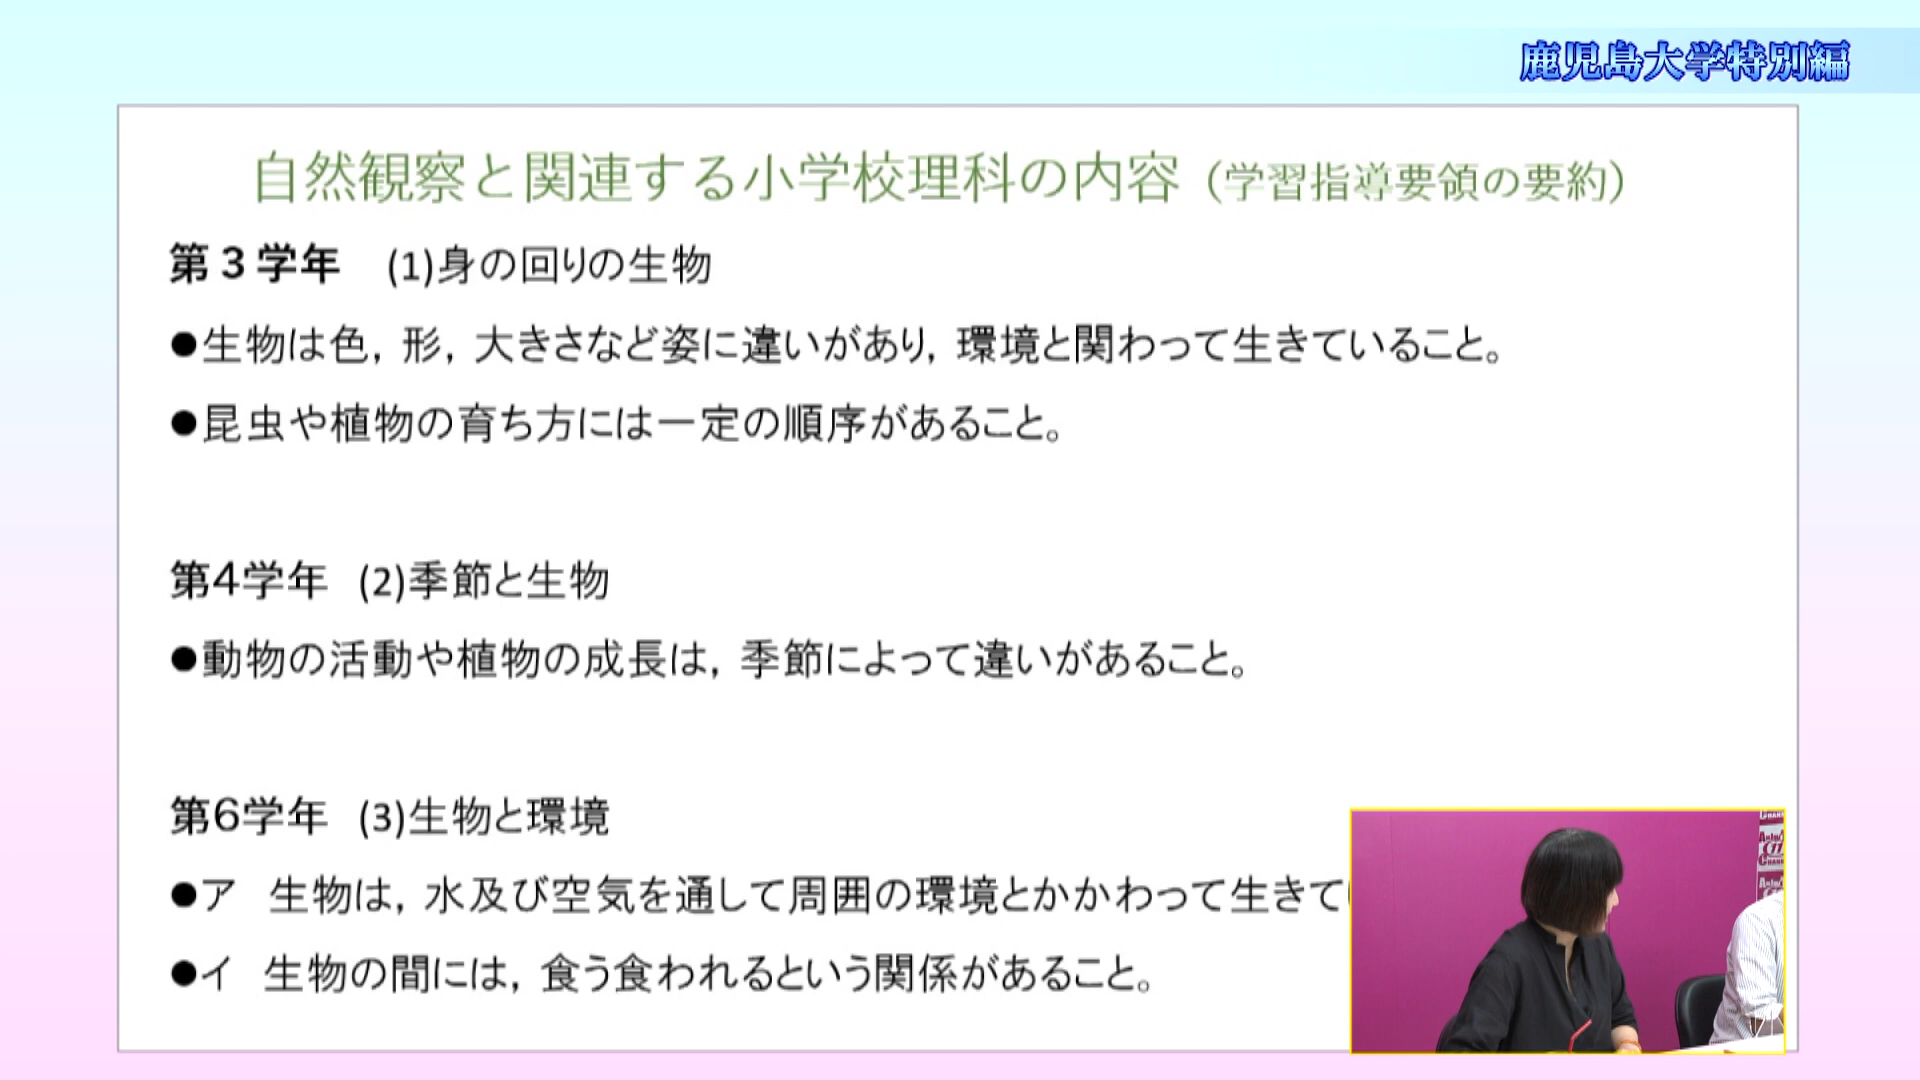 鹿児島大学特別編
自然観察と関連する小学校理科の内容（学習指導要領の要約）
第３学年　(1)身の回りの生物
●生物は色，形，大きさなど姿に違いがあり，環境と関わって生きていること。
●昆虫や植物の育ち方には一定の順序があること。
第4学年　(2)季節と生物
●動物の活動や植物の成長は，季節によって違いがあること。
第6学年　(3)生物と環境
●ア　生物は，水及び空気を通して周囲の環境とかかわって生きて
●イ　生物の間には，食う食われるという関係があること。